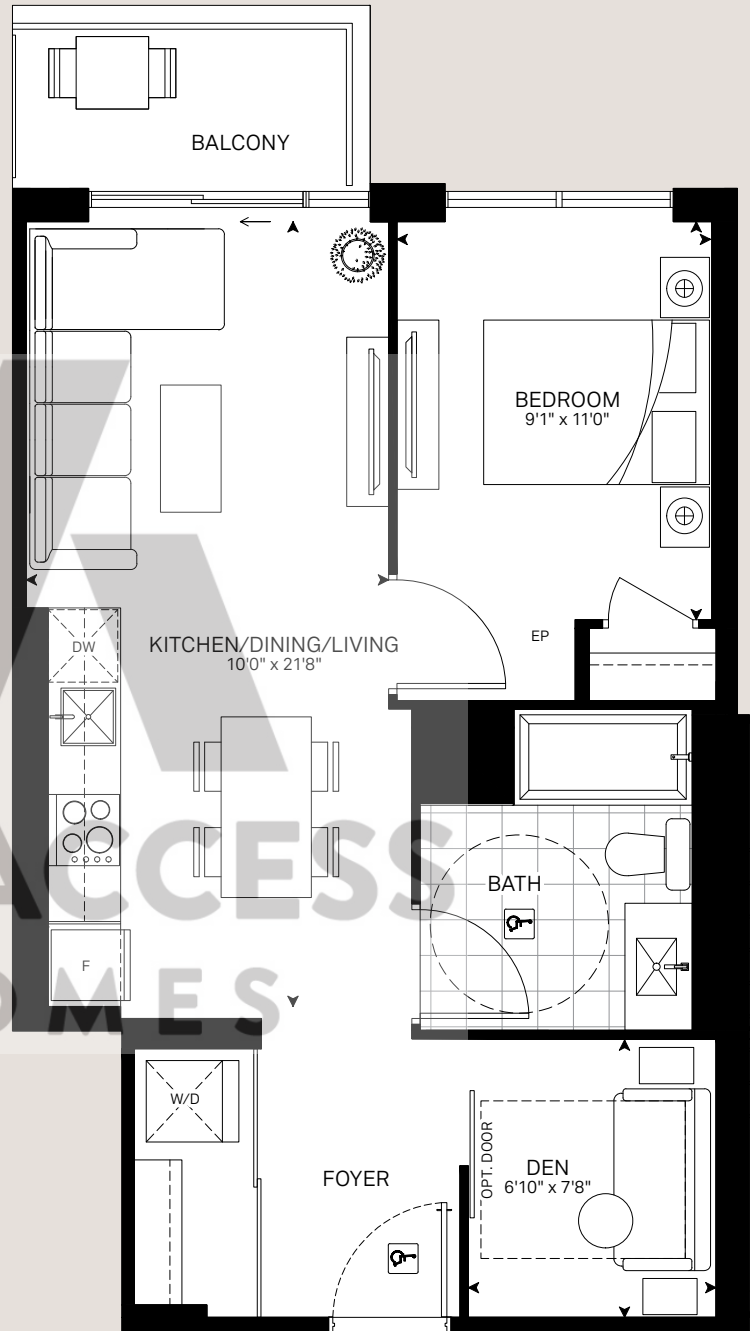 BALCONY
BEDROOM
9'1" x 11'0"
EP
KITCHEN/DINING/LIVING
10'0" x 21'8"
DW
BATH
ACCESS
F
OMES
W/D
FOYER
OPT. DOOR
DEN
6'10" x 7'8"